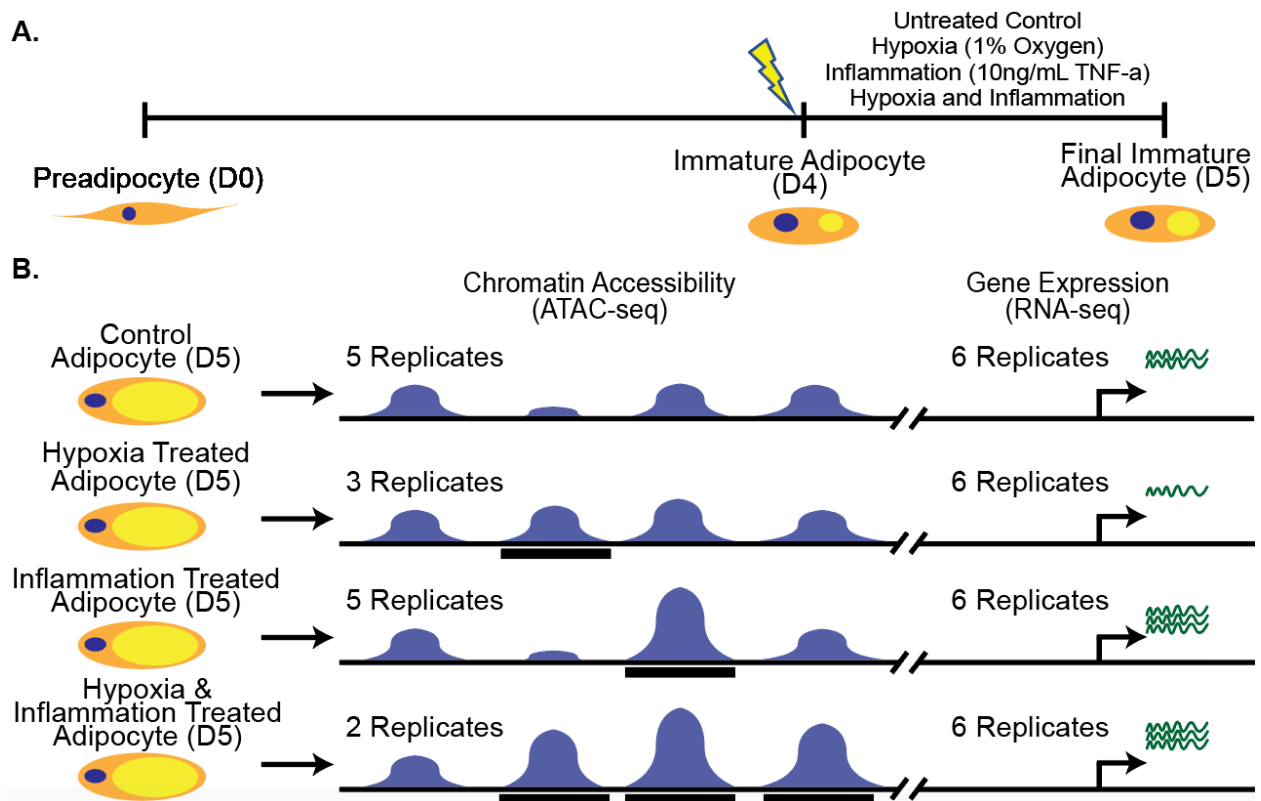 A.
Untreated Control
Hypoxia (1% Oxygen)
Inflammation (10ng/mL TNF-a)
Hypoxia and Inflammation
Preadipocyte (D0)
Immature Adipocyte
(D4)
Final Immature
Adipocyte (D5)
B.
Chromatin Accessibility
(ATAC-seq)
Gene Expression
(RNA-seq)
Control
Adipocyte (D5)
5 Replicates
6 Replicates
Hypoxia Treated
Adipocyte (D5)
3 Replicates
6 Replicates
Inflammation Treated
Adipocyte (D5)
5 Replicates
6 Replicates
Hypoxia &
Inflammation Treated
Adipocyte (D5)
2 Replicates
6 Replicates